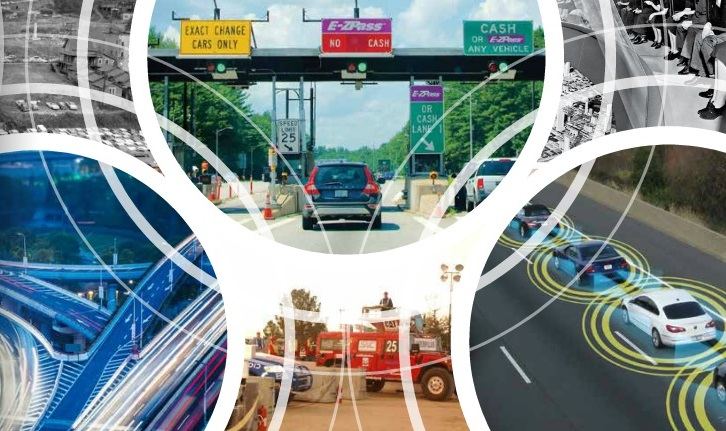 EXACT CHANGE
CARS ONLY
E-ZPass
NO CASH
CASH
OR E-ZPass
ANY VEHICLE
E-ZPass
OR
CASH
LANE 1
SPEED
LIMIT
25
25